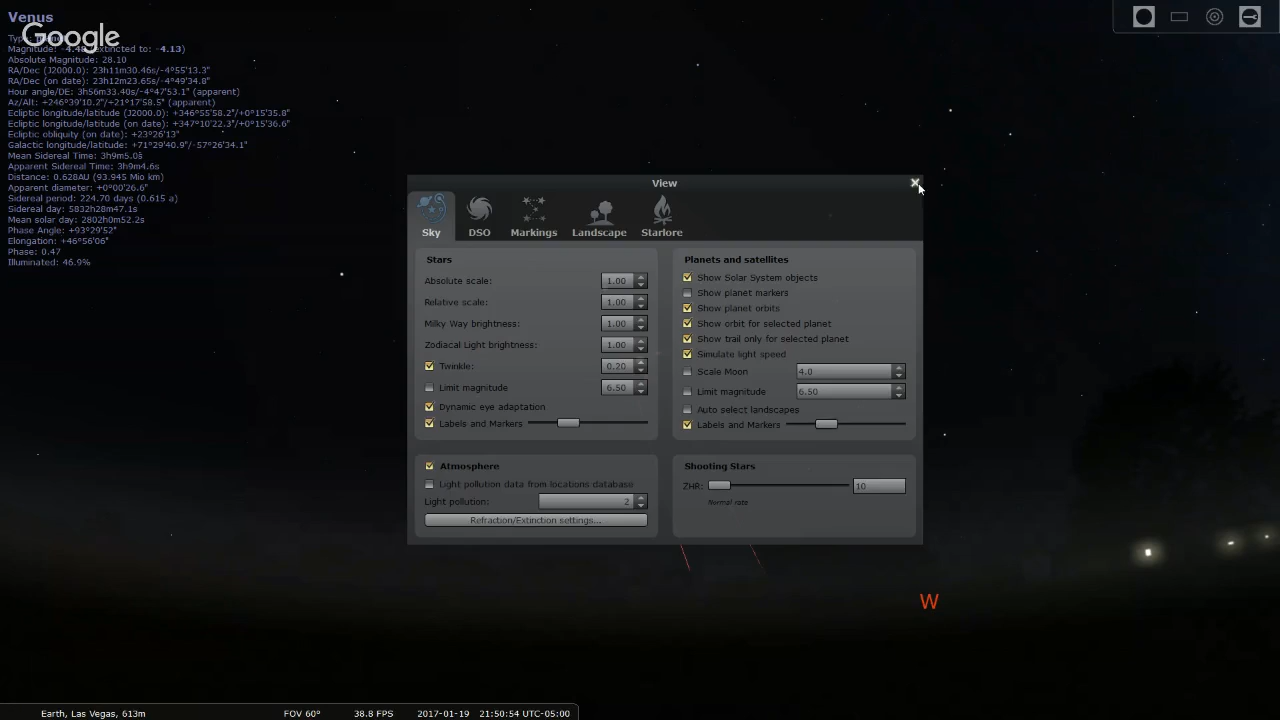 Venus
Google
Magnitude: -4.48 (extincted to: -4.13)
Absolute Magnitude: 28.10
RA/Dec (J2000.0): 23h11m30.46s/-4°55'13.3"
RA/Dec (on date): 23h12m23.65s/-4°49'34.8"
Hour angle/DE: 3h56m33.40s/-4°47'53.1" (apparent)
Az/Alt: +246°39'10.2"/+21°17'58.5" (apparent)
Ecliptic longitude/latitude (J2000.0): +346°55'58.2"/+0°15'35.8"
Ecliptic longitude/latitude (on date): +347°10'22.3"/+0°15'36.6"
Ecliptic obliquity (on date): +23°26'13"
Galactic longitude/latitude: +71°29'40.9"/-57°26'34.1"
Mean Sidereal Time: 3h9m5.0s
Apparent Sidereal Time: 3h9m4.6s
Distance: 0.628AU (93.945 Mio km)
Apparent diameter: +0°00'26.6"
Sidereal period: 224.70 days (0.615 a)
Sidereal day: 5832h28m47.1s
Mean solar day: 2802h0m52.2s
Phase Angle: +93°29'52"
Elongation: +46°56'06"
Phase: 0.47
Illuminated: 46.9%
View
Sky DSO Markings Landscape Starlore
Stars
Absolute scale: 1.00
Relative scale: 1.00
Milky Way brightness: 1.00
Zodiacal Light brightness: 1.00
Twinkle: 0.20
Limit magnitude 6.50
Dynamic eye adaptation
Labels and Markers
Planets and satellites
Show Solar System objects
Show planet markers
Show planet orbits
Show orbit for selected planet
Show trail only for selected planet
Simulate light speed
Scale Moon 4.0
Limit magnitude 6.50
Auto select landscapes
Labels and Markers
Atmosphere
Light pollution data from locations database
Light pollution: 2
Refraction/Extinction settings...
Shooting Stars
ZHR: 10
Normal rate
W
Earth, Las Vegas, 613m FOV 60° 38.8 FPS 2017-01-19 21:50:54 UTC-05:00